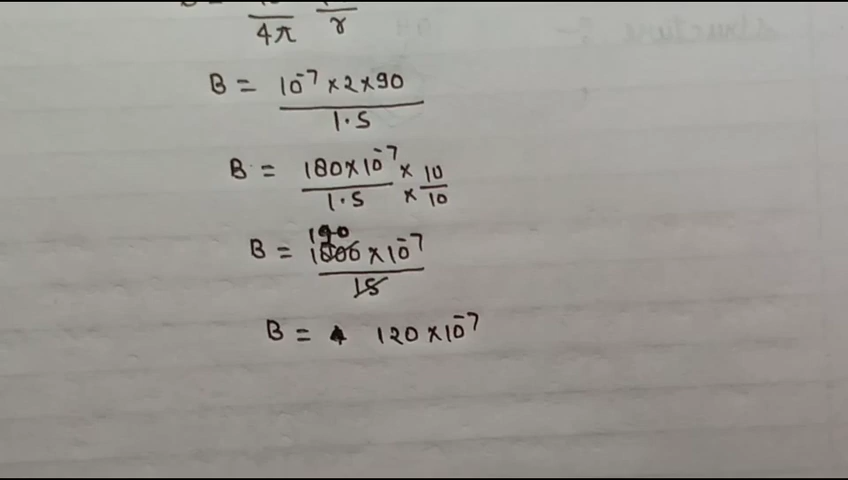 4π r
B = 10⁻⁷ × 2 × 90 / 1.5
B = 180 × 10⁻⁷ / 1.5 × 10 × 10
B = 1800 × 10⁻⁷ / 15
B = 120 × 10⁻⁷